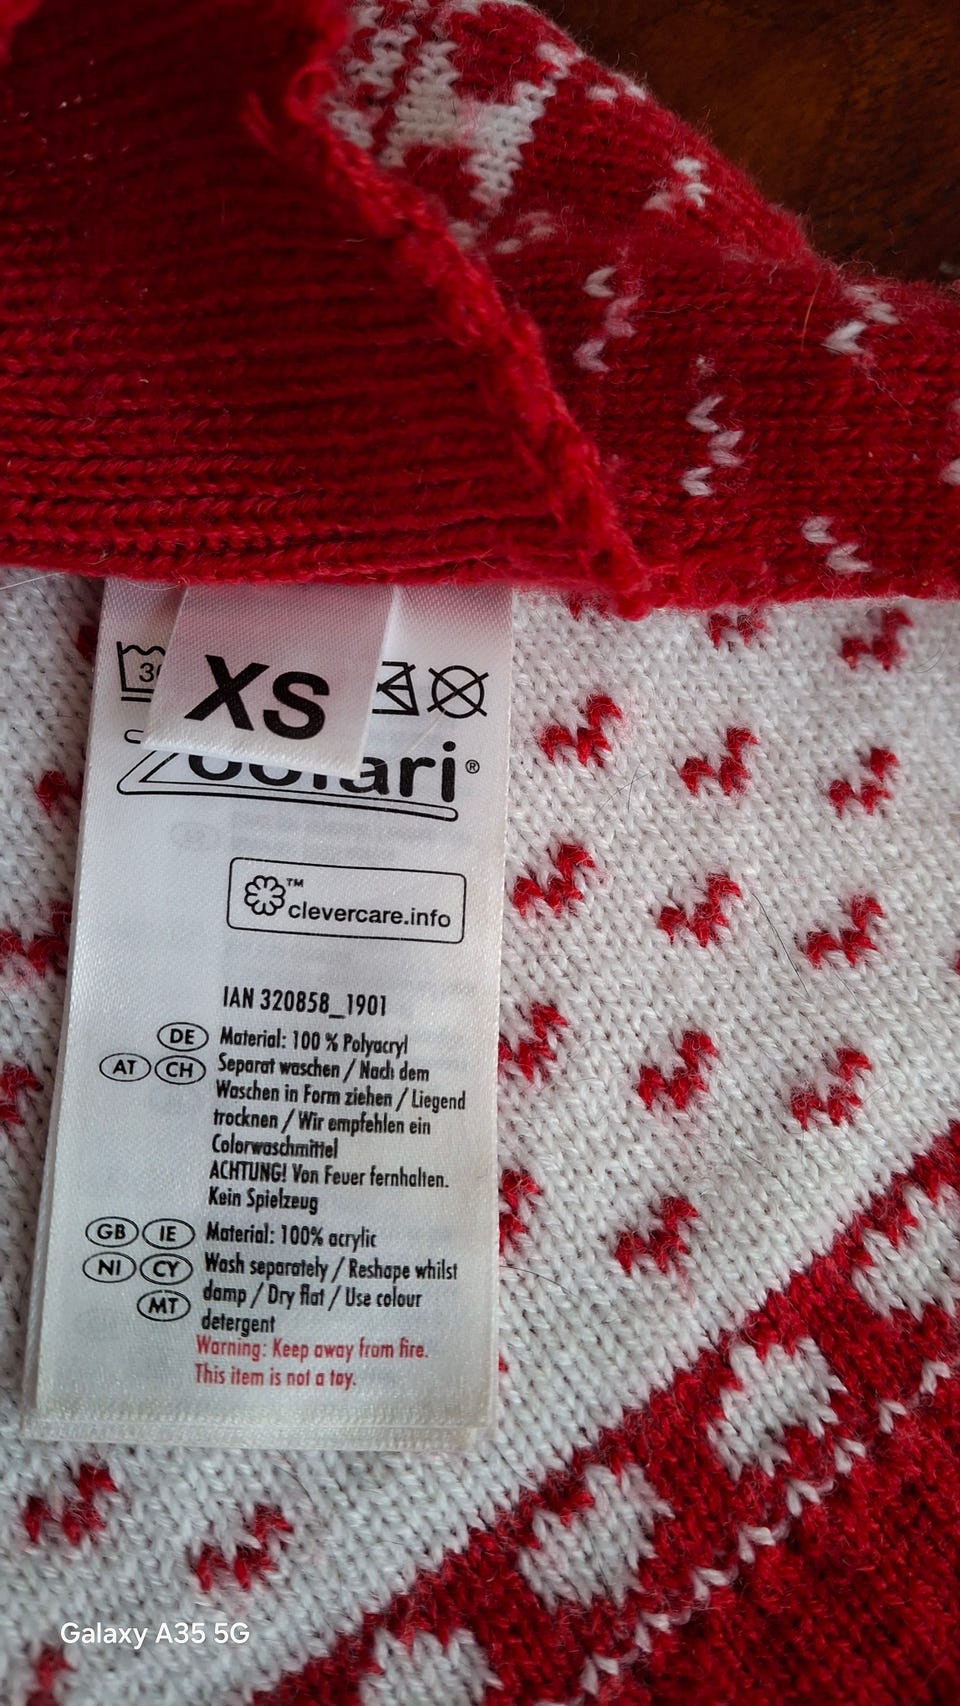 30
XS
Zoofari®
™
clevercare.info
IAN 320858_1901
DE Material: 100 % Polyacryl
AT CH Separat waschen / Nach dem
Waschen in Form ziehen / Liegend
trocknen / Wir empfehlen ein
Colorwaschmittel
ACHTUNG! Von Feuer fernhalten.
Kein Spielzeug
GB IE Material: 100% acrylic
NI CY Wash separately / Reshape whilst
MT damp / Dry flat / Use colour
detergent
Warning: Keep away from fire.
This item is not a toy.
Galaxy A35 5G